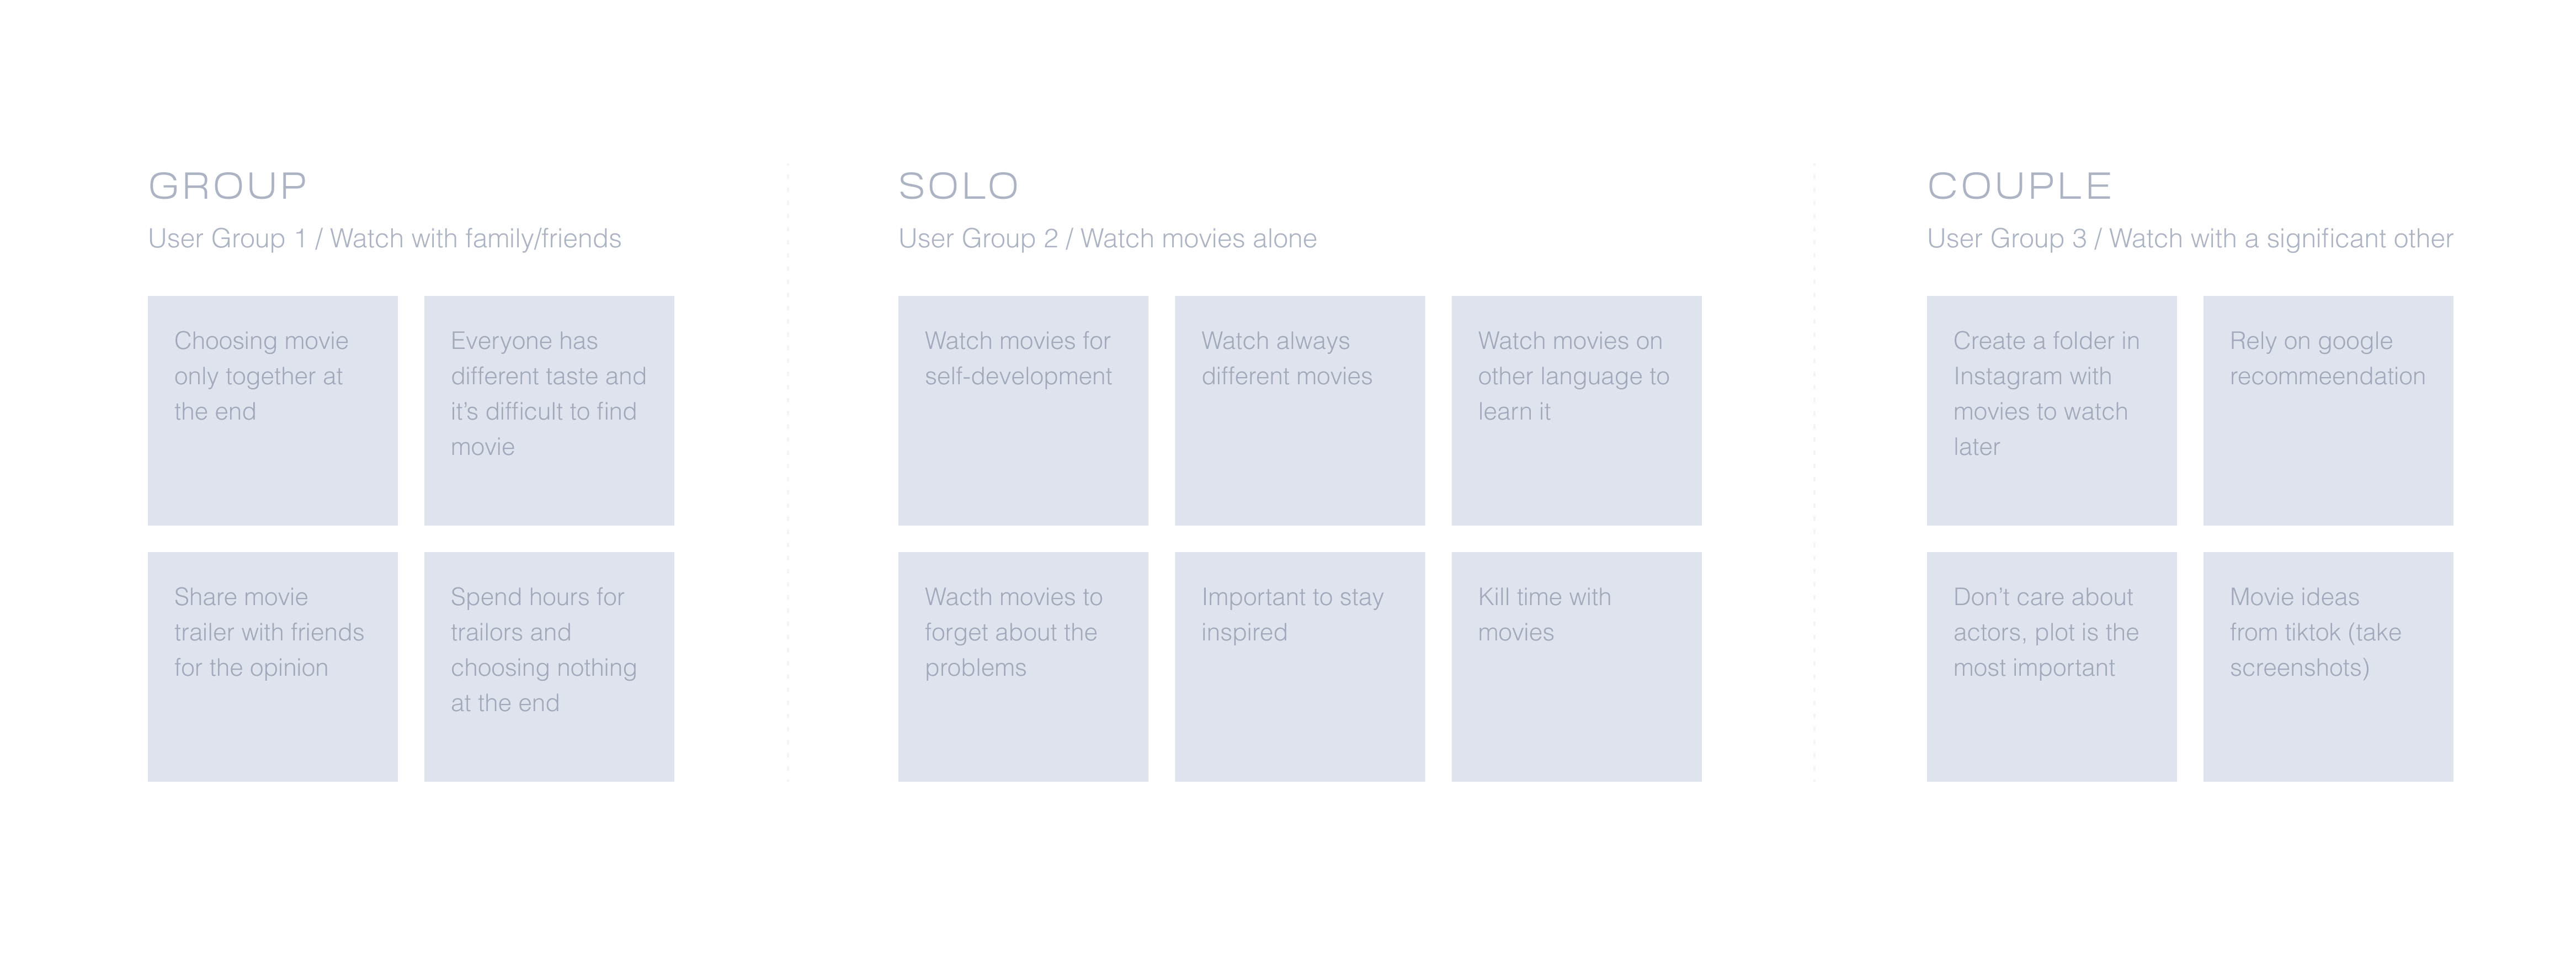 GROUP
User Group 1 / Watch with family/friends
Choosing movie
only together at
the end
Everyone has
different taste and
it's difficult to find
movie
Share movie
trailer with friends
for the opinion
Spend hours for
trailors and
choosing nothing
at the end
SOLO
User Group 2 / Watch movies alone
Watch movies for
self-development
Watch always
different movies
Watch movies on
other language to
learn it
Wacth movies to
forget about the
problems
Important to stay
inspired
Kill time with
movies
COUPLE
User Group 3 / Watch with a significant other
Create a folder in
Instagram with
movies to watch
later
Rely on google
recommeendation
Don't care about
actors, plot is the
most important
Movie ideas
from tiktok (take
screenshots)